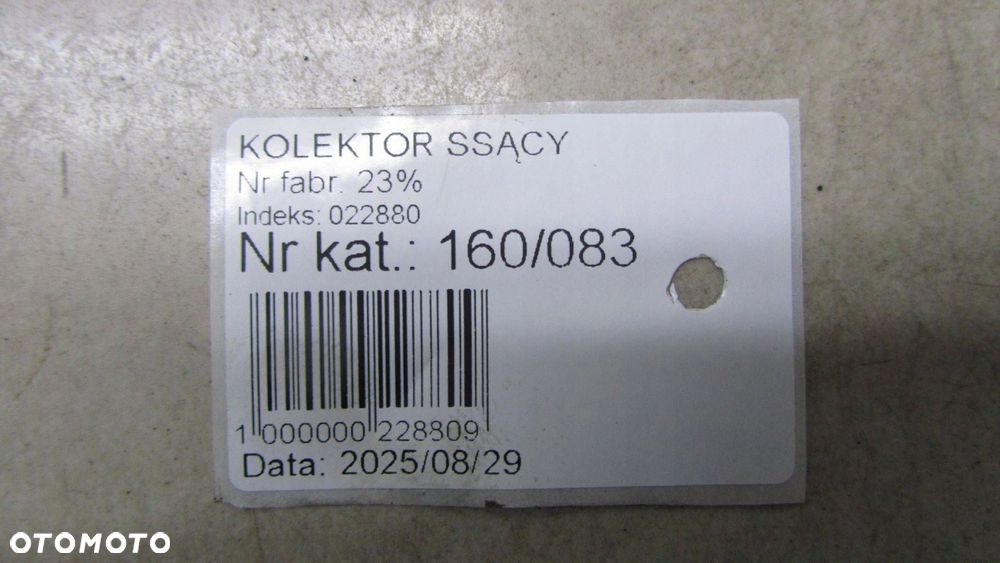 KOLEKTOR SSĄCY
Nr fabr. 23%
Indeks: 022880
Nr kat.: 160/083
1 000000 228809
Data: 2025/08/29
OTOMOTO